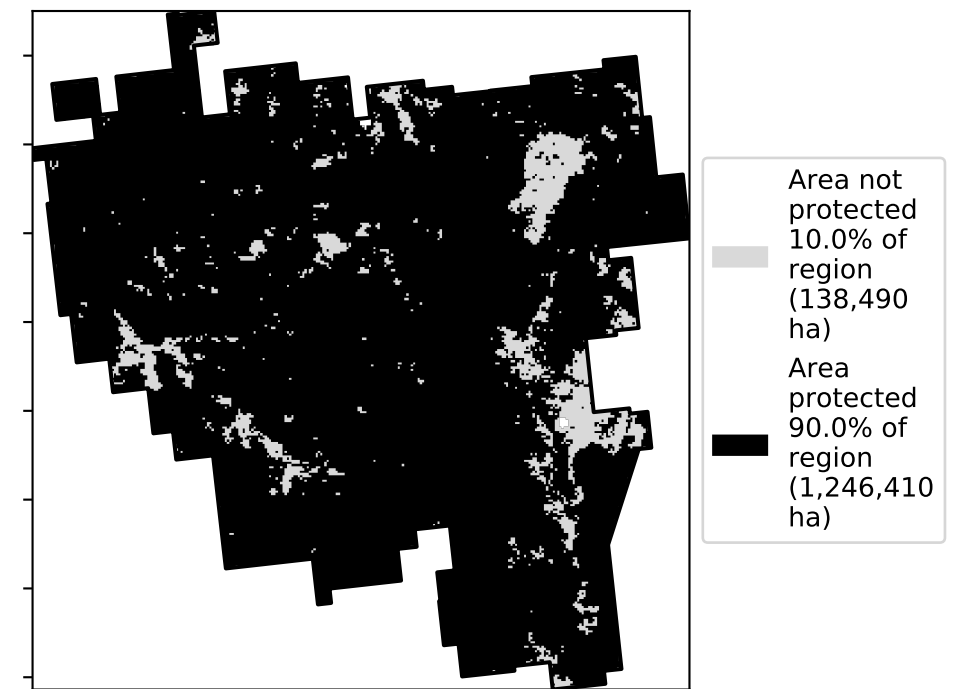 Area not
protected
10.0% of
region
(138,490
ha)
Area
protected
90.0% of
region
(1,246,410
ha)